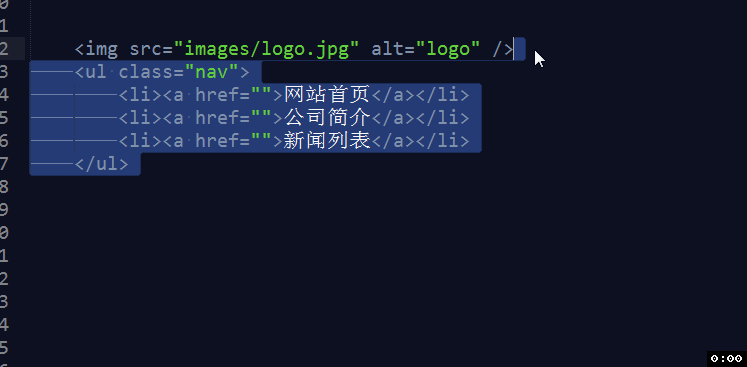 0
1
2 <img src="images/logo.jpg" alt="logo" />
3 <ul class="nav">
4 <li><a href="">网站首页</a></li>
5 <li><a href="">公司简介</a></li>
6 <li><a href="">新闻列表</a></li>
7 </ul>
8
9
0
1
2
3
4
5
6
0:00